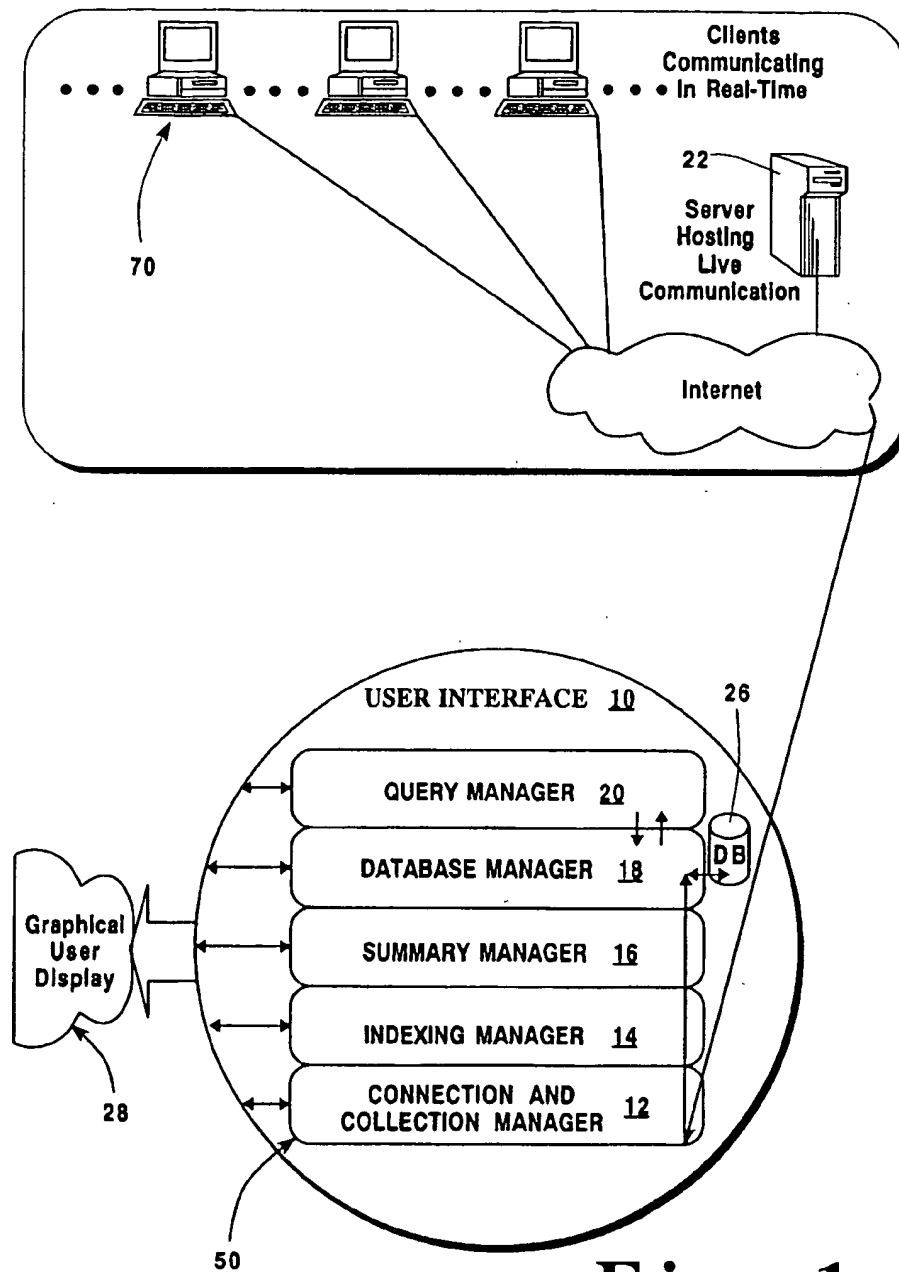 Clients
Communicating
In Real-Time
22
Server
Hosting
Live
Communication
70
Internet
USER INTERFACE 10
26
QUERY MANAGER 20
DB
DATABASE MANAGER 18
Graphical
User
Display
SUMMARY MANAGER 16
INDEXING MANAGER 14
CONNECTION AND
COLLECTION MANAGER 12
28
50